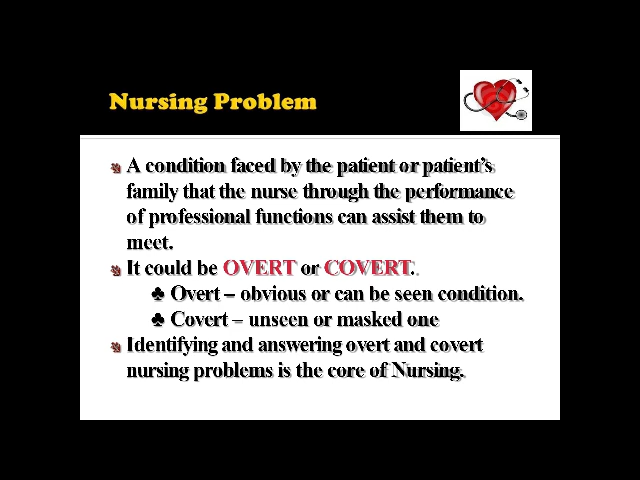 Nursing Problem
A condition faced by the patient or patient's
family that the nurse through the performance
of professional functions can assist them to
meet.
It could be OVERT or COVERT.
♣ Overt – obvious or can be seen condition.
♣ Covert – unseen or masked one
Identifying and answering overt and covert
nursing problems is the core of Nursing.